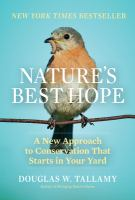 NEW YORK TIMES BESTSELLER
NATURE'S
BEST HOPE
A New Approach
to Conservation That
Starts in Your Yard
DOUGLAS W. TALLAMY
Author of Bringing Nature Home